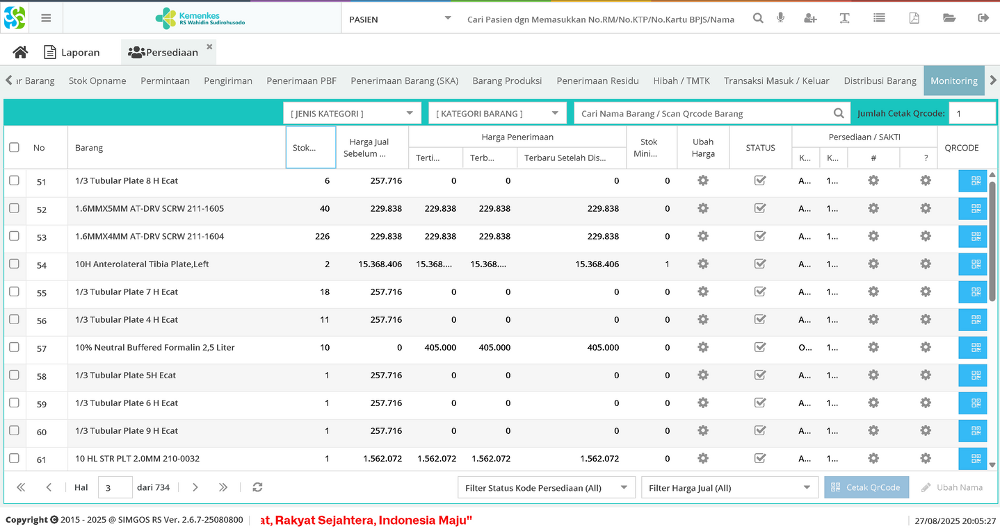 Kemenkes
RS Wahidin Sudirohusodo
PASIEN
Cari Pasien dgn Memasukkan No.RM/No.KTP/No.Kartu BPJS/Nama
Laporan
Persediaan
ar Barang Stok Opname Permintaan Pengiriman Penerimaan PBF Penerimaan Barang (SKA) Barang Produksi Penerimaan Residu Hibah / TMTK Transaksi Masuk / Keluar Distribusi Barang Monitoring
[ JENIS KATEGORI ] [ KATEGORI BARANG ] Cari Nama Barang / Scan Qrcode Barang Jumlah Cetak Qrcode: 1
No Barang Stok... Harga Jual Sebelum ... Harga Penerimaan Stok Mini... Ubah Harga STATUS Persediaan / SAKTI QRCODE
Terti... Terb... Terbaru Setelah Dis... K... K... # ?
51 1/3 Tubular Plate 8 H Ecat 6 257.716 0 0 0 0 A... 1...
52 1.6MMX5MM AT-DRV SCRW 211-1605 40 229.838 229.838 229.838 229.838 0 A... 1...
53 1.6MMX4MM AT-DRV SCRW 211-1604 226 229.838 229.838 229.838 229.838 0 A... 1...
54 10H Anterolateral Tibia Plate,Left 2 15.368.406 15.368.... 15.368.... 15.368.406 1 A... 1...
55 1/3 Tubular Plate 7 H Ecat 18 257.716 0 0 0 0 A... 1...
56 1/3 Tubular Plate 4 H Ecat 11 257.716 0 0 0 0 A... 1...
57 10% Neutral Buffered Formalin 2,5 Liter 10 0 405.000 405.000 405.000 0 O... 1...
58 1/3 Tubular Plate 5H Ecat 1 257.716 0 0 0 0 A... 1...
59 1/3 Tubular Plate 6 H Ecat 1 257.716 0 0 0 0 A... 1...
60 1/3 Tubular Plate 9 H Ecat 1 257.716 0 0 0 0 A... 1...
61 10 HL STR PLT 2.0MM 210-0032 1 1.562.072 1.562.072 1.562.072 1.562.072 0 A... 1...
Hal 3 dari 734 Filter Status Kode Persediaan (All) Filter Harga Jual (All) Cetak QrCode Ubah Nama
Copyright © 2015 - 2025 @ SIMGOS RS Ver. 2.6.7-25080800 at, Rakyat Sejahtera, Indonesia Maju" 27/08/2025 20:05:27